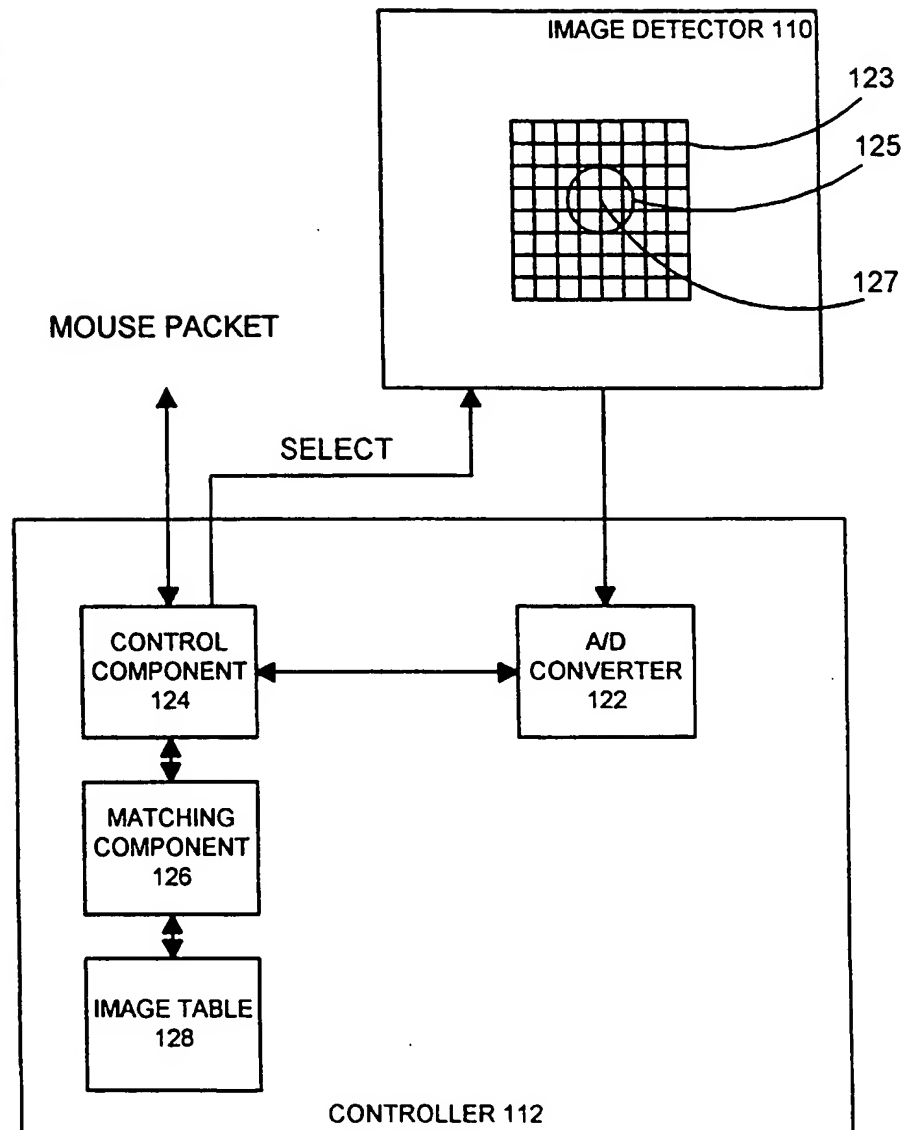 IMAGE DETECTOR 110
123
125
127
MOUSE PACKET
SELECT
CONTROL
COMPONENT
124
A/D
CONVERTER
122
MATCHING
COMPONENT
126
IMAGE TABLE
128
CONTROLLER 112